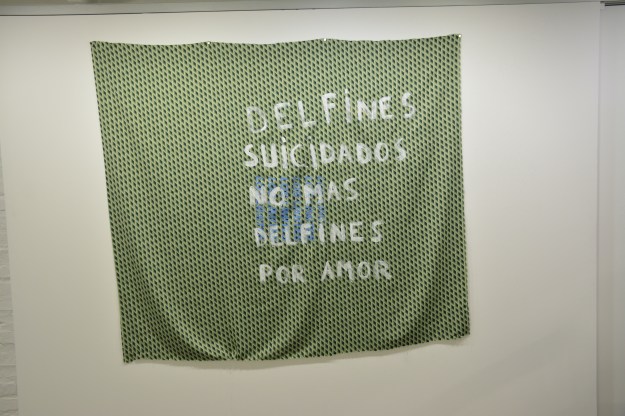 DELFINES
SUICIDADOS
NO MAS
DELFINES
POR AMOR